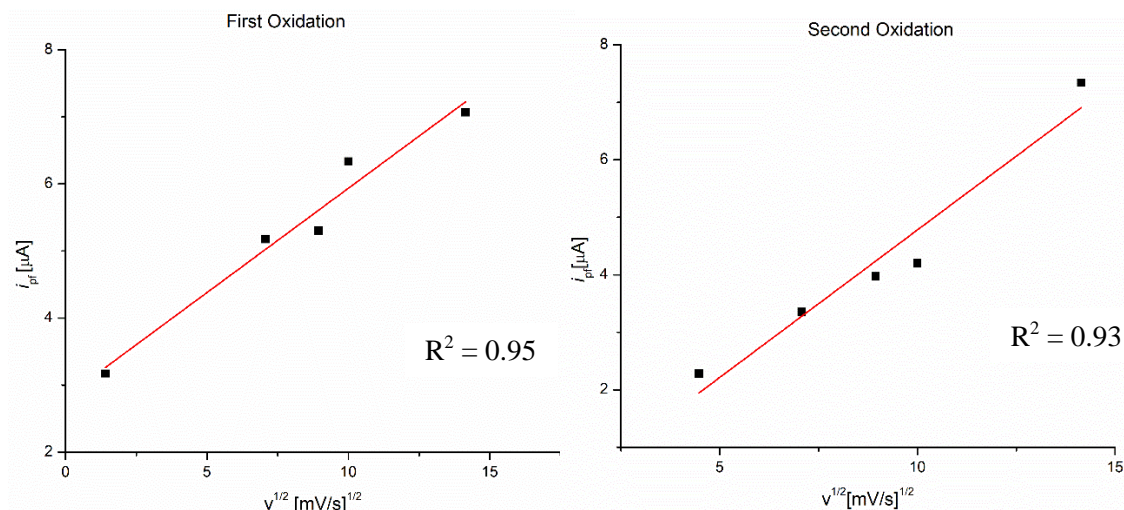 First Oxidation
8
6
4
2
i_pf [μA]
0
5
10
15
v^1/2 [mV/s]^1/2
R^2 = 0.95
Second Oxidation
8
6
4
2
i_pf[μA]
5
10
15
v^1/2[mV/s]^1/2
R^2 = 0.93